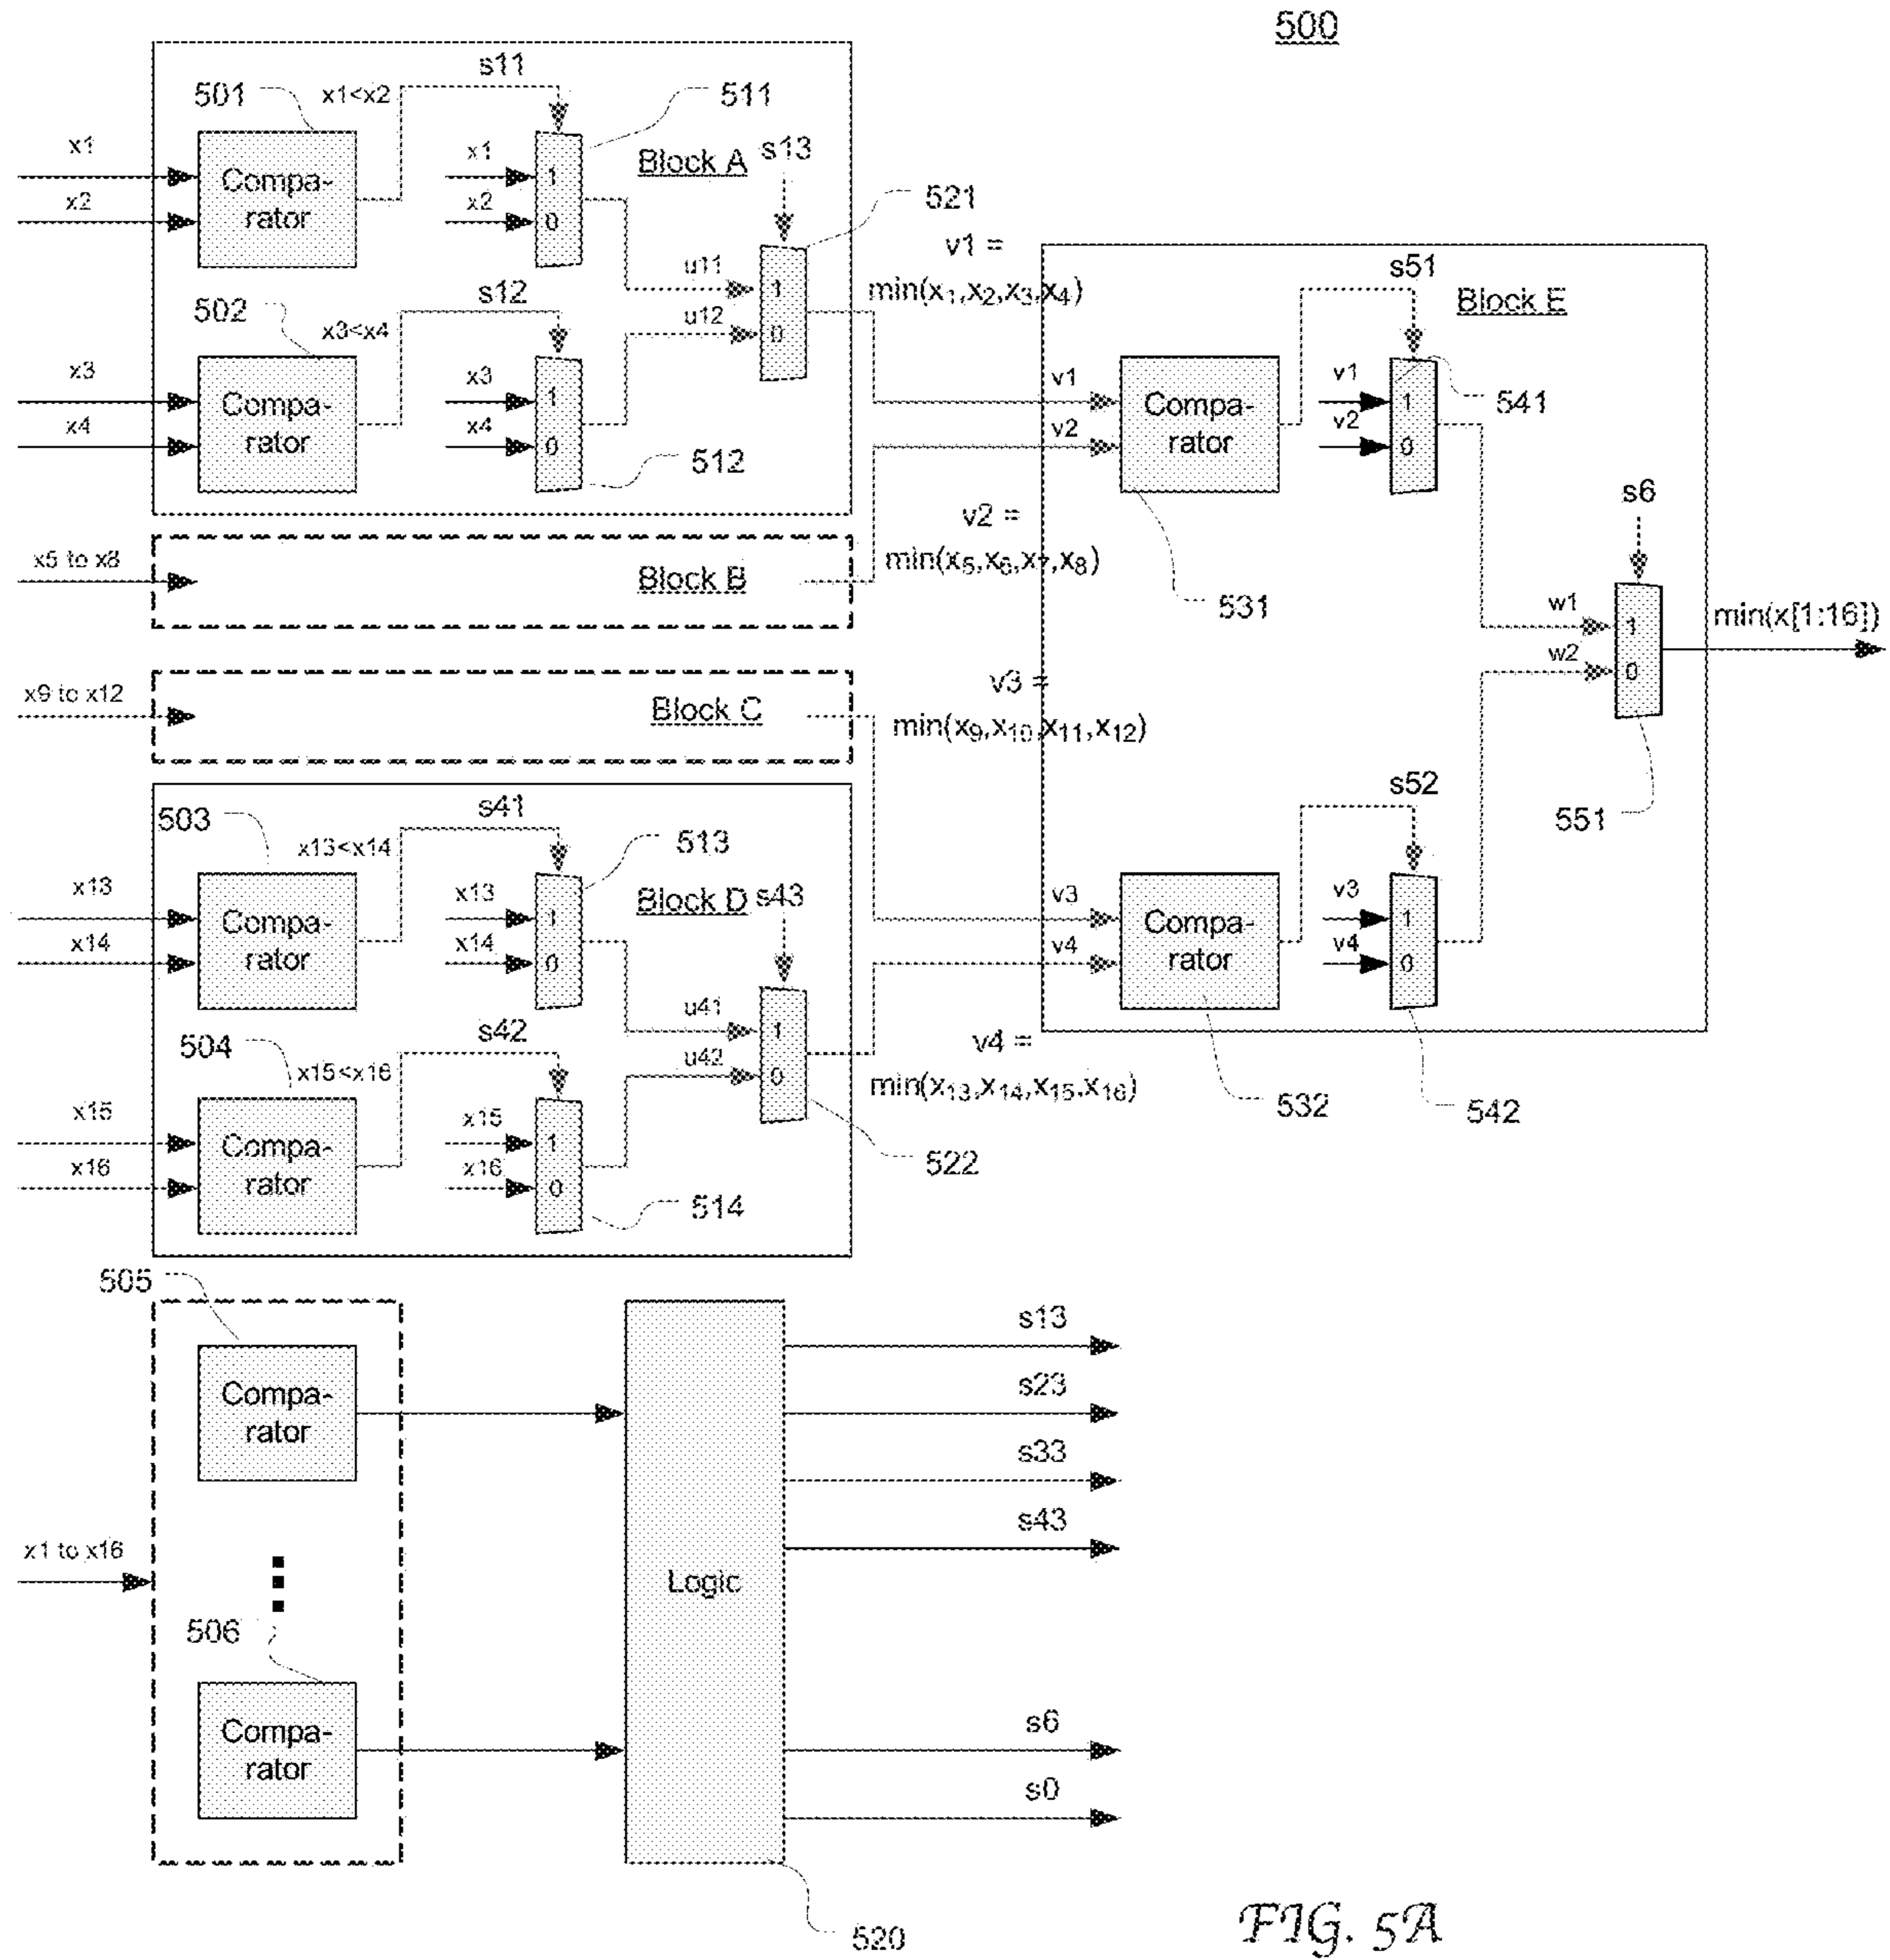 500
s11
501
x1<x2
511
x1
x1
Compa-
rator
1
Block A
s13
x2
x2
0
521
v1 =
u11
1
min(x1,x2,x3,x4)
s51
Block E
s12
502
x3<x4
u12
0
x3
x3
Compa-
rator
1
v1
Compa-
rator
v1
1
541
x4
x4
0
v2
v2
0
512
s6
v2 =
min(x5,x6,x7,x8)
x5 to x8
Block B
531
w1
1
min(x[1:16])
w2
0
x9 to x12
Block C
v3 =
min(x9,x10,x11,x12)
s52
551
s41
503
x13<x14
513
x13
x13
Compa-
rator
1
Block D
s43
v3
Compa-
rator
v3
1
x14
x14
0
v4
v4
0
u41
1
s42
504
x15<x16
u42
0
v4 =
min(x13,x14,x15,x16)
532
542
x15
x15
Compa-
rator
1
x16
x16
0
522
514
505
s13
Compa-
rator
s23
s33
s43
x1 to x16
Logic
506
Compa-
rator
s6
s0
520
FIG. 5A